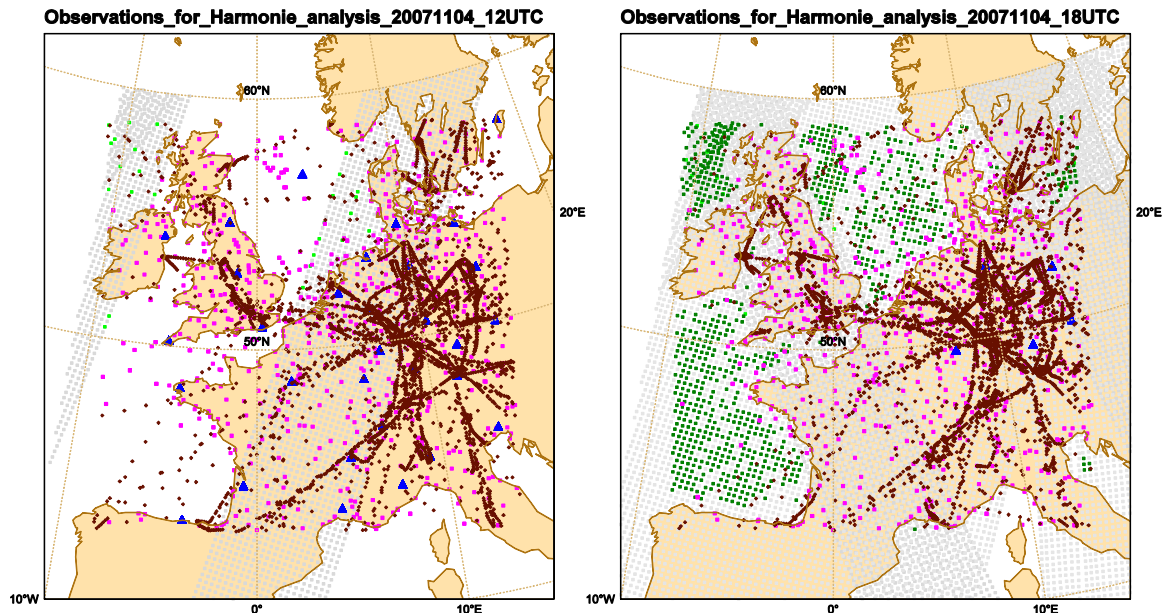 Observations_for_Harmonie_analysis_20071104_12UTC
60°N
20°E
50°N
10°W
0°
10°E
Observations_for_Harmonie_analysis_20071104_18UTC
60°N
20°E
50°N
10°W
0°
10°E